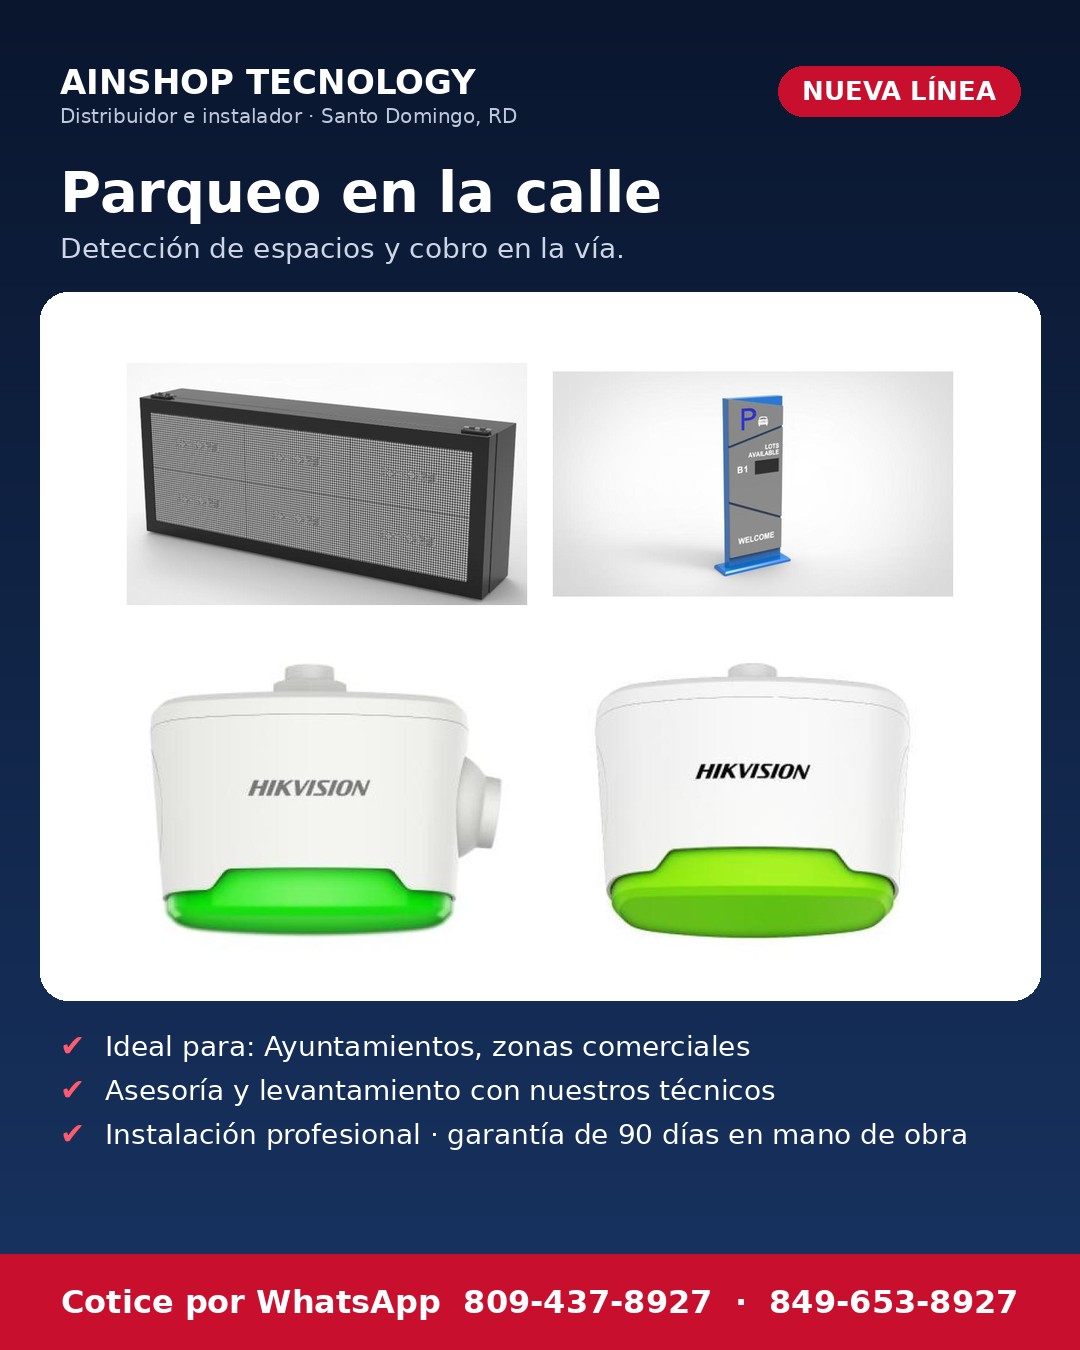 AINSHOP TECNOLOGY
Distribuidor e instalador · Santo Domingo, RD
NUEVA LÍNEA
Parqueo en la calle
Detección de espacios y cobro en la vía.
P
LOTS
AVAILABLE
B1
WELCOME
HIKVISION
HIKVISION
✔ Ideal para: Ayuntamientos, zonas comerciales
✔ Asesoría y levantamiento con nuestros técnicos
✔ Instalación profesional · garantía de 90 días en mano de obra
Cotice por WhatsApp 809-437-8927 · 849-653-8927